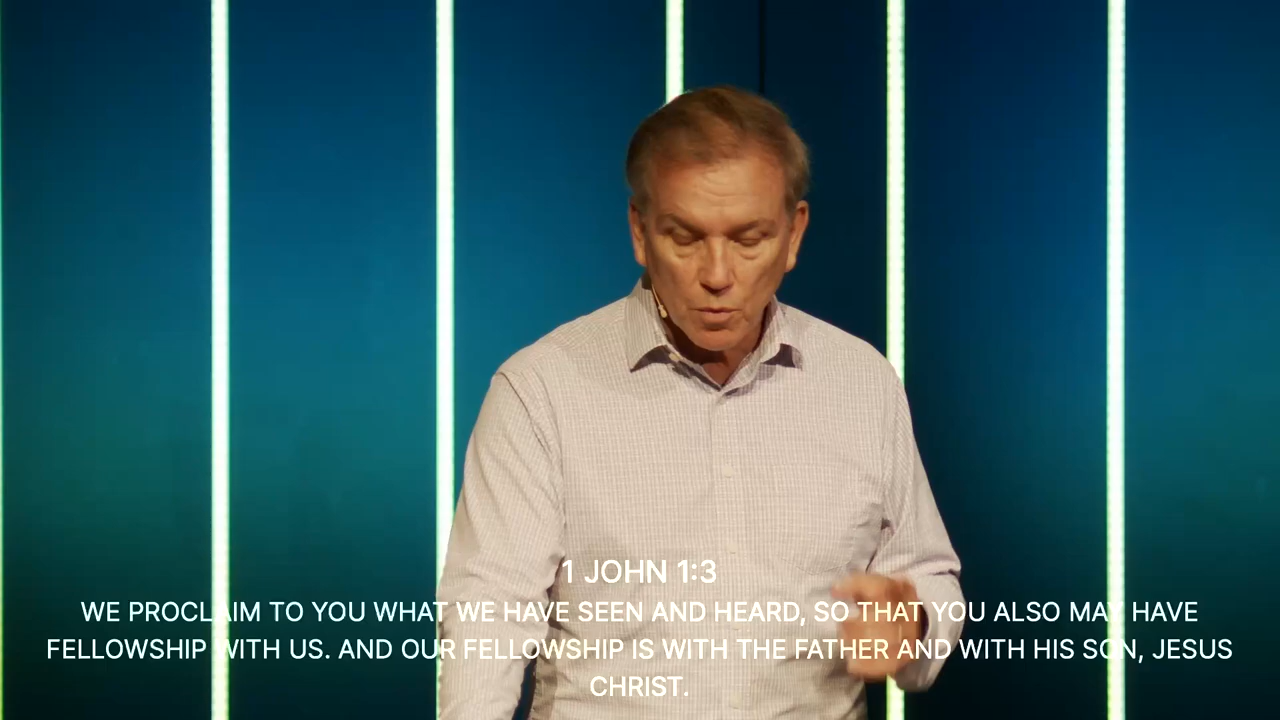 1 JOHN 1:3
WE PROCLAIM TO YOU WHAT WE HAVE SEEN AND HEARD, SO THAT YOU ALSO MAY HAVE
FELLOWSHIP WITH US. AND OUR FELLOWSHIP IS WITH THE FATHER AND WITH HIS SON, JESUS
CHRIST.